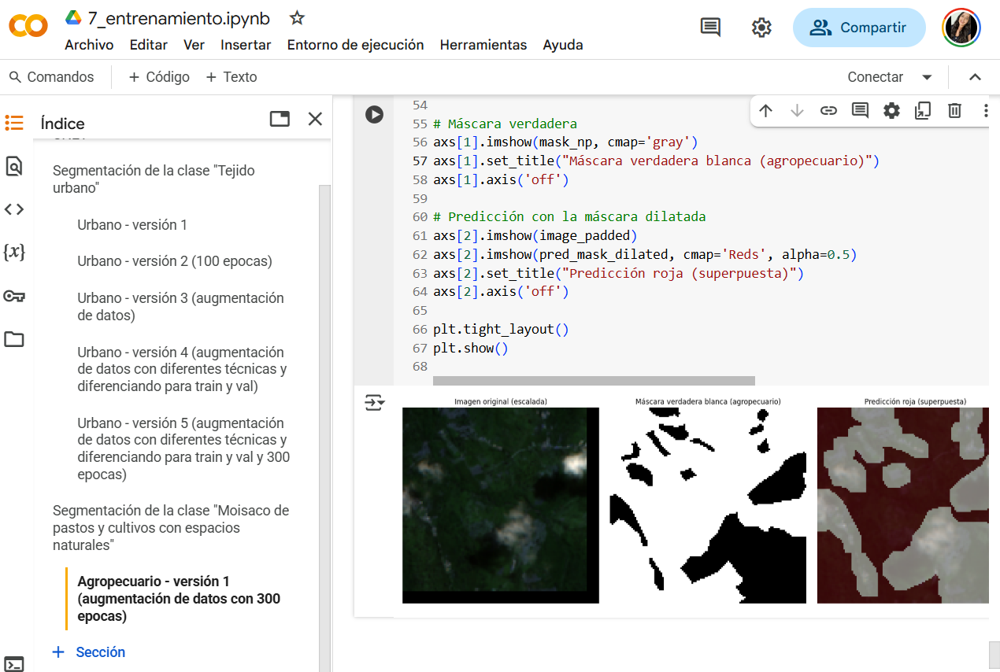 7_entrenamiento.ipynb
Archivo Editar Ver Insertar Entorno de ejecución Herramientas Ayuda
Compartir
Comandos + Código + Texto
Conectar
Índice
Segmentación de la clase "Tejido
urbano"
Urbano - versión 1
Urbano - versión 2 (100 epocas)
Urbano - versión 3 (augmentación
de datos)
Urbano - versión 4 (augmentación
de datos con diferentes técnicas y
diferenciando para train y val)
Urbano - versión 5 (augmentación
de datos con diferentes técnicas y
diferenciando para train y val y 300
epocas)
Segmentación de la clase "Moisaco de
pastos y cultivos con espacios
naturales"
Agropecuario - versión 1
(augmentación de datos con 300
epocas)
+ Sección
54
55 # Máscara verdadera
56 axs[1].imshow(mask_np, cmap='gray')
57 axs[1].set_title("Máscara verdadera blanca (agropecuario)")
58 axs[1].axis('off')
59
60 # Predicción con la máscara dilatada
61 axs[2].imshow(image_padded)
62 axs[2].imshow(pred_mask_dilated, cmap='Reds', alpha=0.5)
63 axs[2].set_title("Predicción roja (superpuesta)")
64 axs[2].axis('off')
65
66 plt.tight_layout()
67 plt.show()
68
Imagen original (escalada)
Máscara verdadera blanca (agropecuario)
Predicción roja (superpuesta)